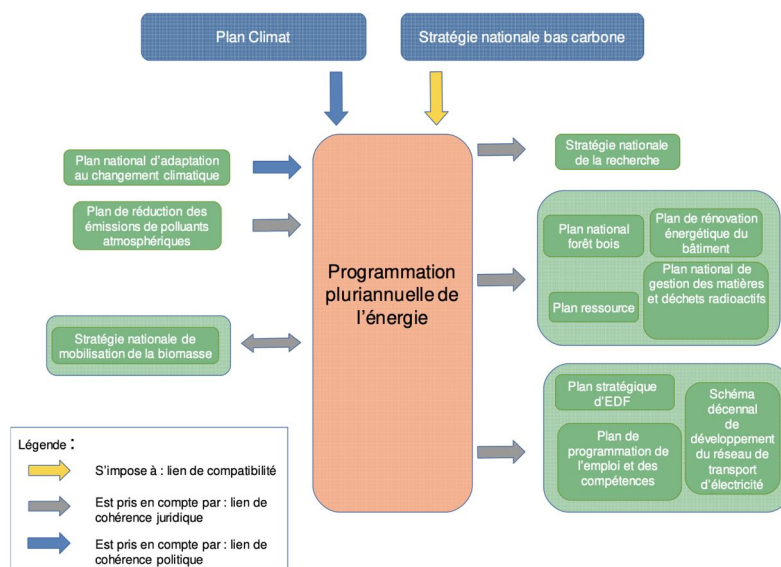 Plan Climat
Stratégie nationale bas carbone
Plan national d'adaptation
au changement climatique
Plan de réduction des
émissions de polluants
atmosphériques
Stratégie nationale de
mobilisation de la biomasse
Programmation
pluriannuelle de
l'énergie
Stratégie nationale
de la recherche
Plan national
forêt bois
Plan de rénovation
énergétique du
bâtiment
Plan ressource
Plan national de
gestion des matières
et déchets radioactifs
Plan stratégique
d'EDF
Plan de
programmation de
l'emploi et des
compétences
Schéma
décennal
de
développement
du réseau de
transport
d'électricité
Légende :
S'impose à : lien de compatibilité
Est pris en compte par : lien de
cohérence juridique
Est pris en compte par : lien de
cohérence politique